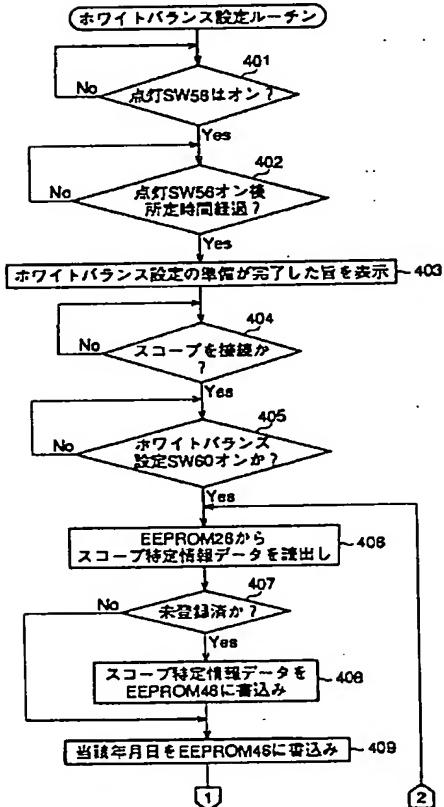 ホワイトバランス設定ルーチン
401
点灯SW58はオン?
No
Yes
402
点灯SW56オン後
所定時間経過?
No
Yes
ホワイトバランス設定の準備が完了した旨を表示
403
404
スコープを接続か
?
No
Yes
405
ホワイトバランス
設定SW60オンか?
No
Yes
EEPROM26から
スコープ特定情報データを読出し
406
407
未登録済か?
No
Yes
スコープ特定情報データを
EEPROM46に書込み
408
当該年月日をEEPROM46に書込み
409
1
2